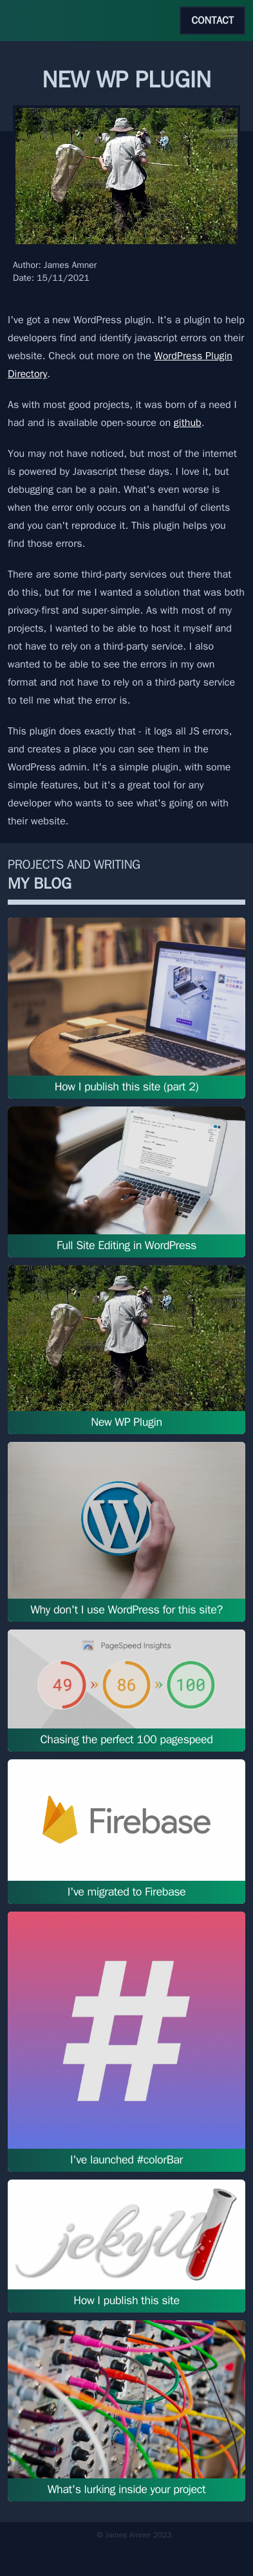 CONTACT
NEW WP PLUGIN
Author: James Amner
Date: 15/11/2021
I've got a new WordPress plugin. It's a plugin to help
developers find and identify javascript errors on their
website. Check out more on the WordPress Plugin
Directory.
As with most good projects, it was born of a need I
had and is available open-source on github.
You may not have noticed, but most of the internet
is powered by Javascript these days. I love it, but
debugging can be a pain. What's even worse is
when the error only occurs on a handful of clients
and you can't reproduce it. This plugin helps you
find those errors.
There are some third-party services out there that
do this, but for me I wanted a solution that was both
privacy-first and super-simple. As with most of my
projects, I wanted to be able to host it myself and
not have to rely on a third-party service. I also
wanted to be able to see the errors in my own
format and not have to rely on a third-party service
to tell me what the error is.
This plugin does exactly that - it logs all JS errors,
and creates a place you can see them in the
WordPress admin. It's a simple plugin, with some
simple features, but it's a great tool for any
developer who wants to see what's going on with
their website.
PROJECTS AND WRITING
MY BLOG
How I publish this site (part 2)
Full Site Editing in WordPress
New WP Plugin
Why don't I use WordPress for this site?
PageSpeed Insights
49 » 86 » 100
Chasing the perfect 100 pagespeed
Firebase
I've migrated to Firebase
#
I've launched #colorBar
jekyll
How I publish this site
What's lurking inside your project
© James Amner 2023